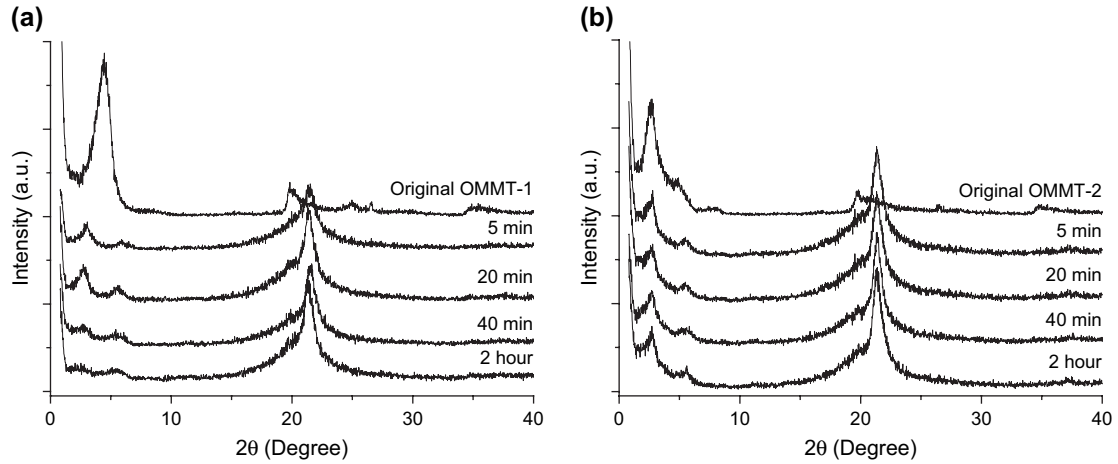 (a)
Intensity (a.u.)
Original OMMT-1
5 min
20 min
40 min
2 hour
0 10 20 30 40
2θ (Degree)
(b)
Intensity (a.u.)
Original OMMT-2
5 min
20 min
40 min
2 hour
0 10 20 30 40
2θ (Degree)